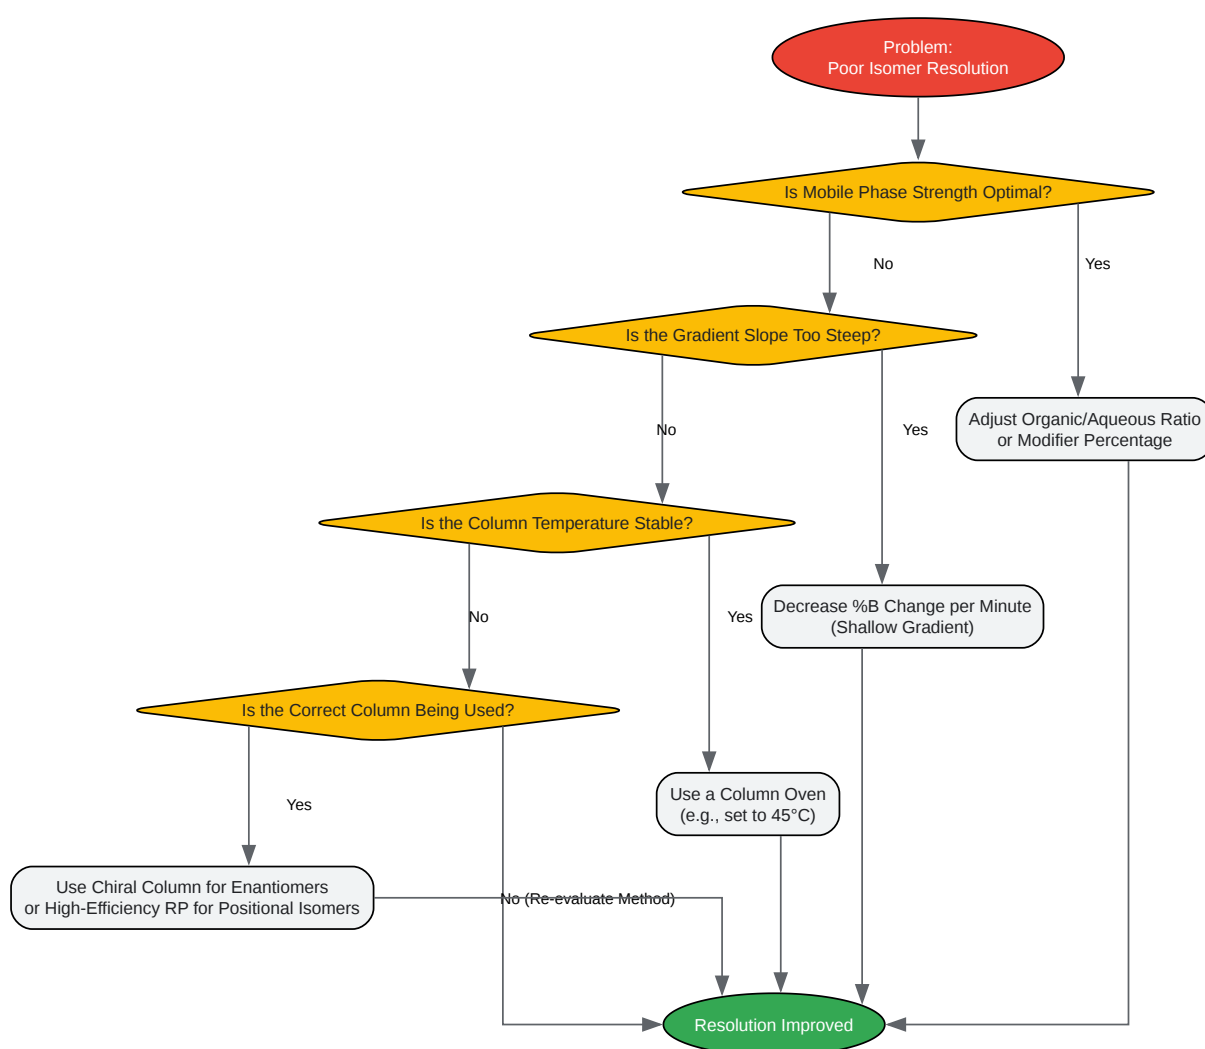 Problem:
Poor Isomer Resolution
Is Mobile Phase Strength Optimal?
No
Yes
Is the Gradient Slope Too Steep?
Adjust Organic/Aqueous Ratio
or Modifier Percentage
No
Yes
Is the Column Temperature Stable?
Decrease %B Change per Minute
(Shallow Gradient)
No
Yes
Is the Correct Column Being Used?
Use a Column Oven
(e.g., set to 45°C)
Yes
Use Chiral Column for Enantiomers
or High-Efficiency RP for Positional Isomers
No (Re-evaluate Method)
Resolution Improved